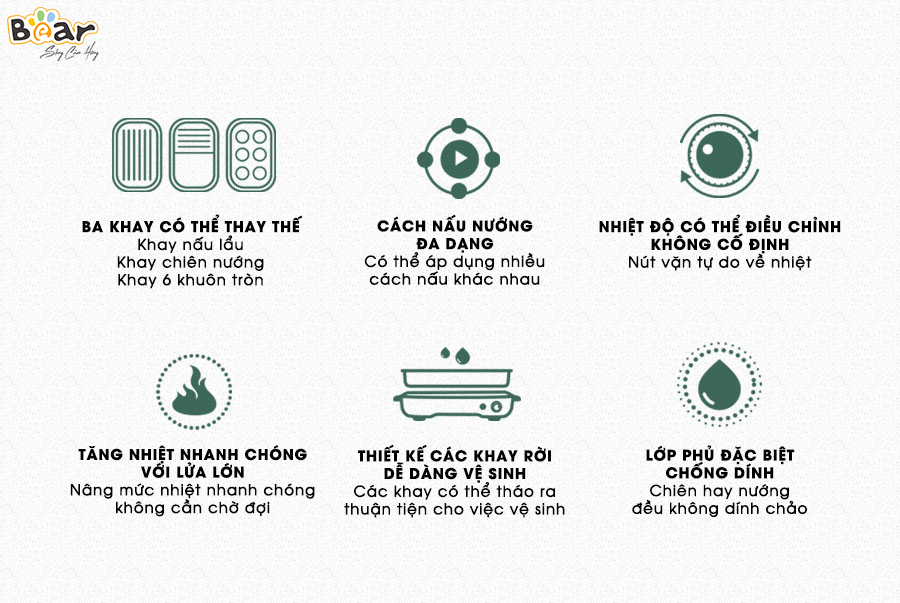 Bear
Sống Cảm Hứng
BA KHAY CÓ THỂ THAY THẾ
Khay nấu lẩu
Khay chiên nướng
Khay 6 khuôn tròn
CÁCH NẤU NƯỚNG
ĐA DẠNG
Có thể áp dụng nhiều
cách nấu khác nhau
NHIỆT ĐỘ CÓ THỂ ĐIỀU CHỈNH
KHÔNG CỐ ĐỊNH
Nút vặn tự do về nhiệt
TĂNG NHIỆT NHANH CHÓNG
VỚI LỬA LỚN
Nâng mức nhiệt nhanh chóng
không cần chờ đợi
THIẾT KẾ CÁC KHAY RỜI
DỄ DÀNG VỆ SINH
Các khay có thể tháo ra
thuận tiện cho việc vệ sinh
LỚP PHỦ ĐẶC BIỆT
CHỐNG DÍNH
Chiên hay nướng
đều không dính chảo